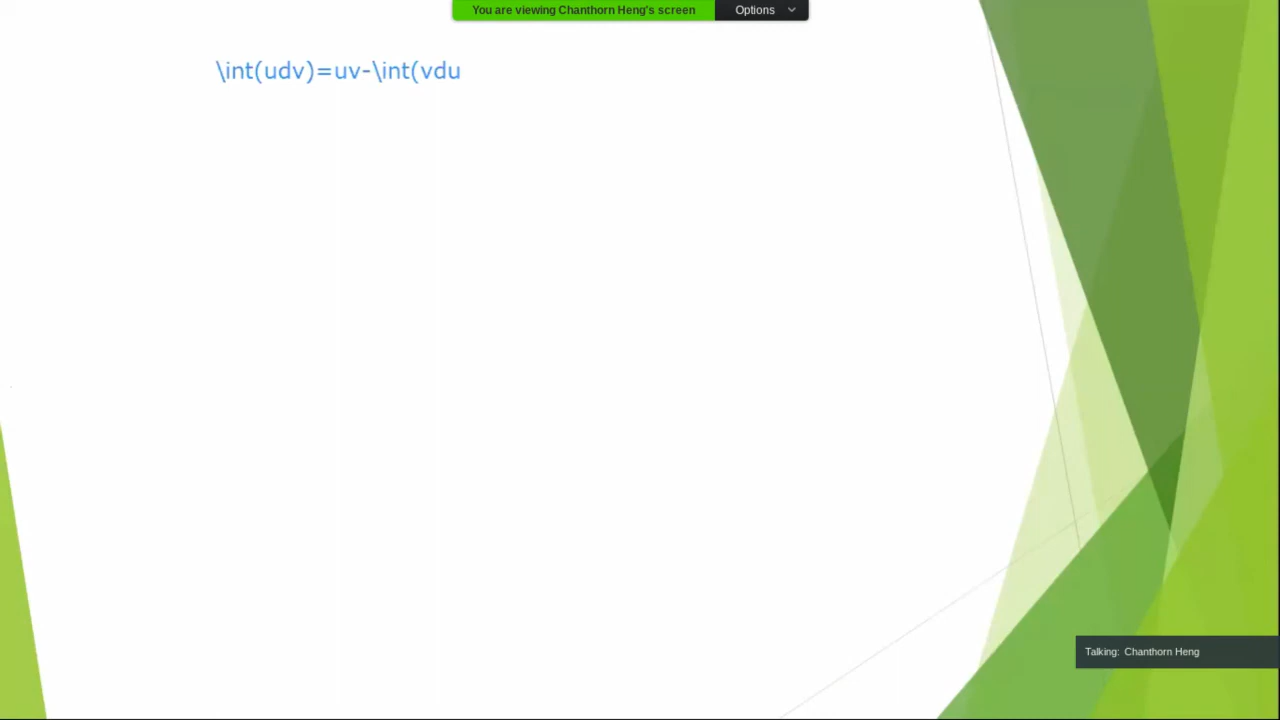 You are viewing Chanthorn Heng's screen Options
\int(udv)=uv-\int(vdu
Talking: Chanthorn Heng